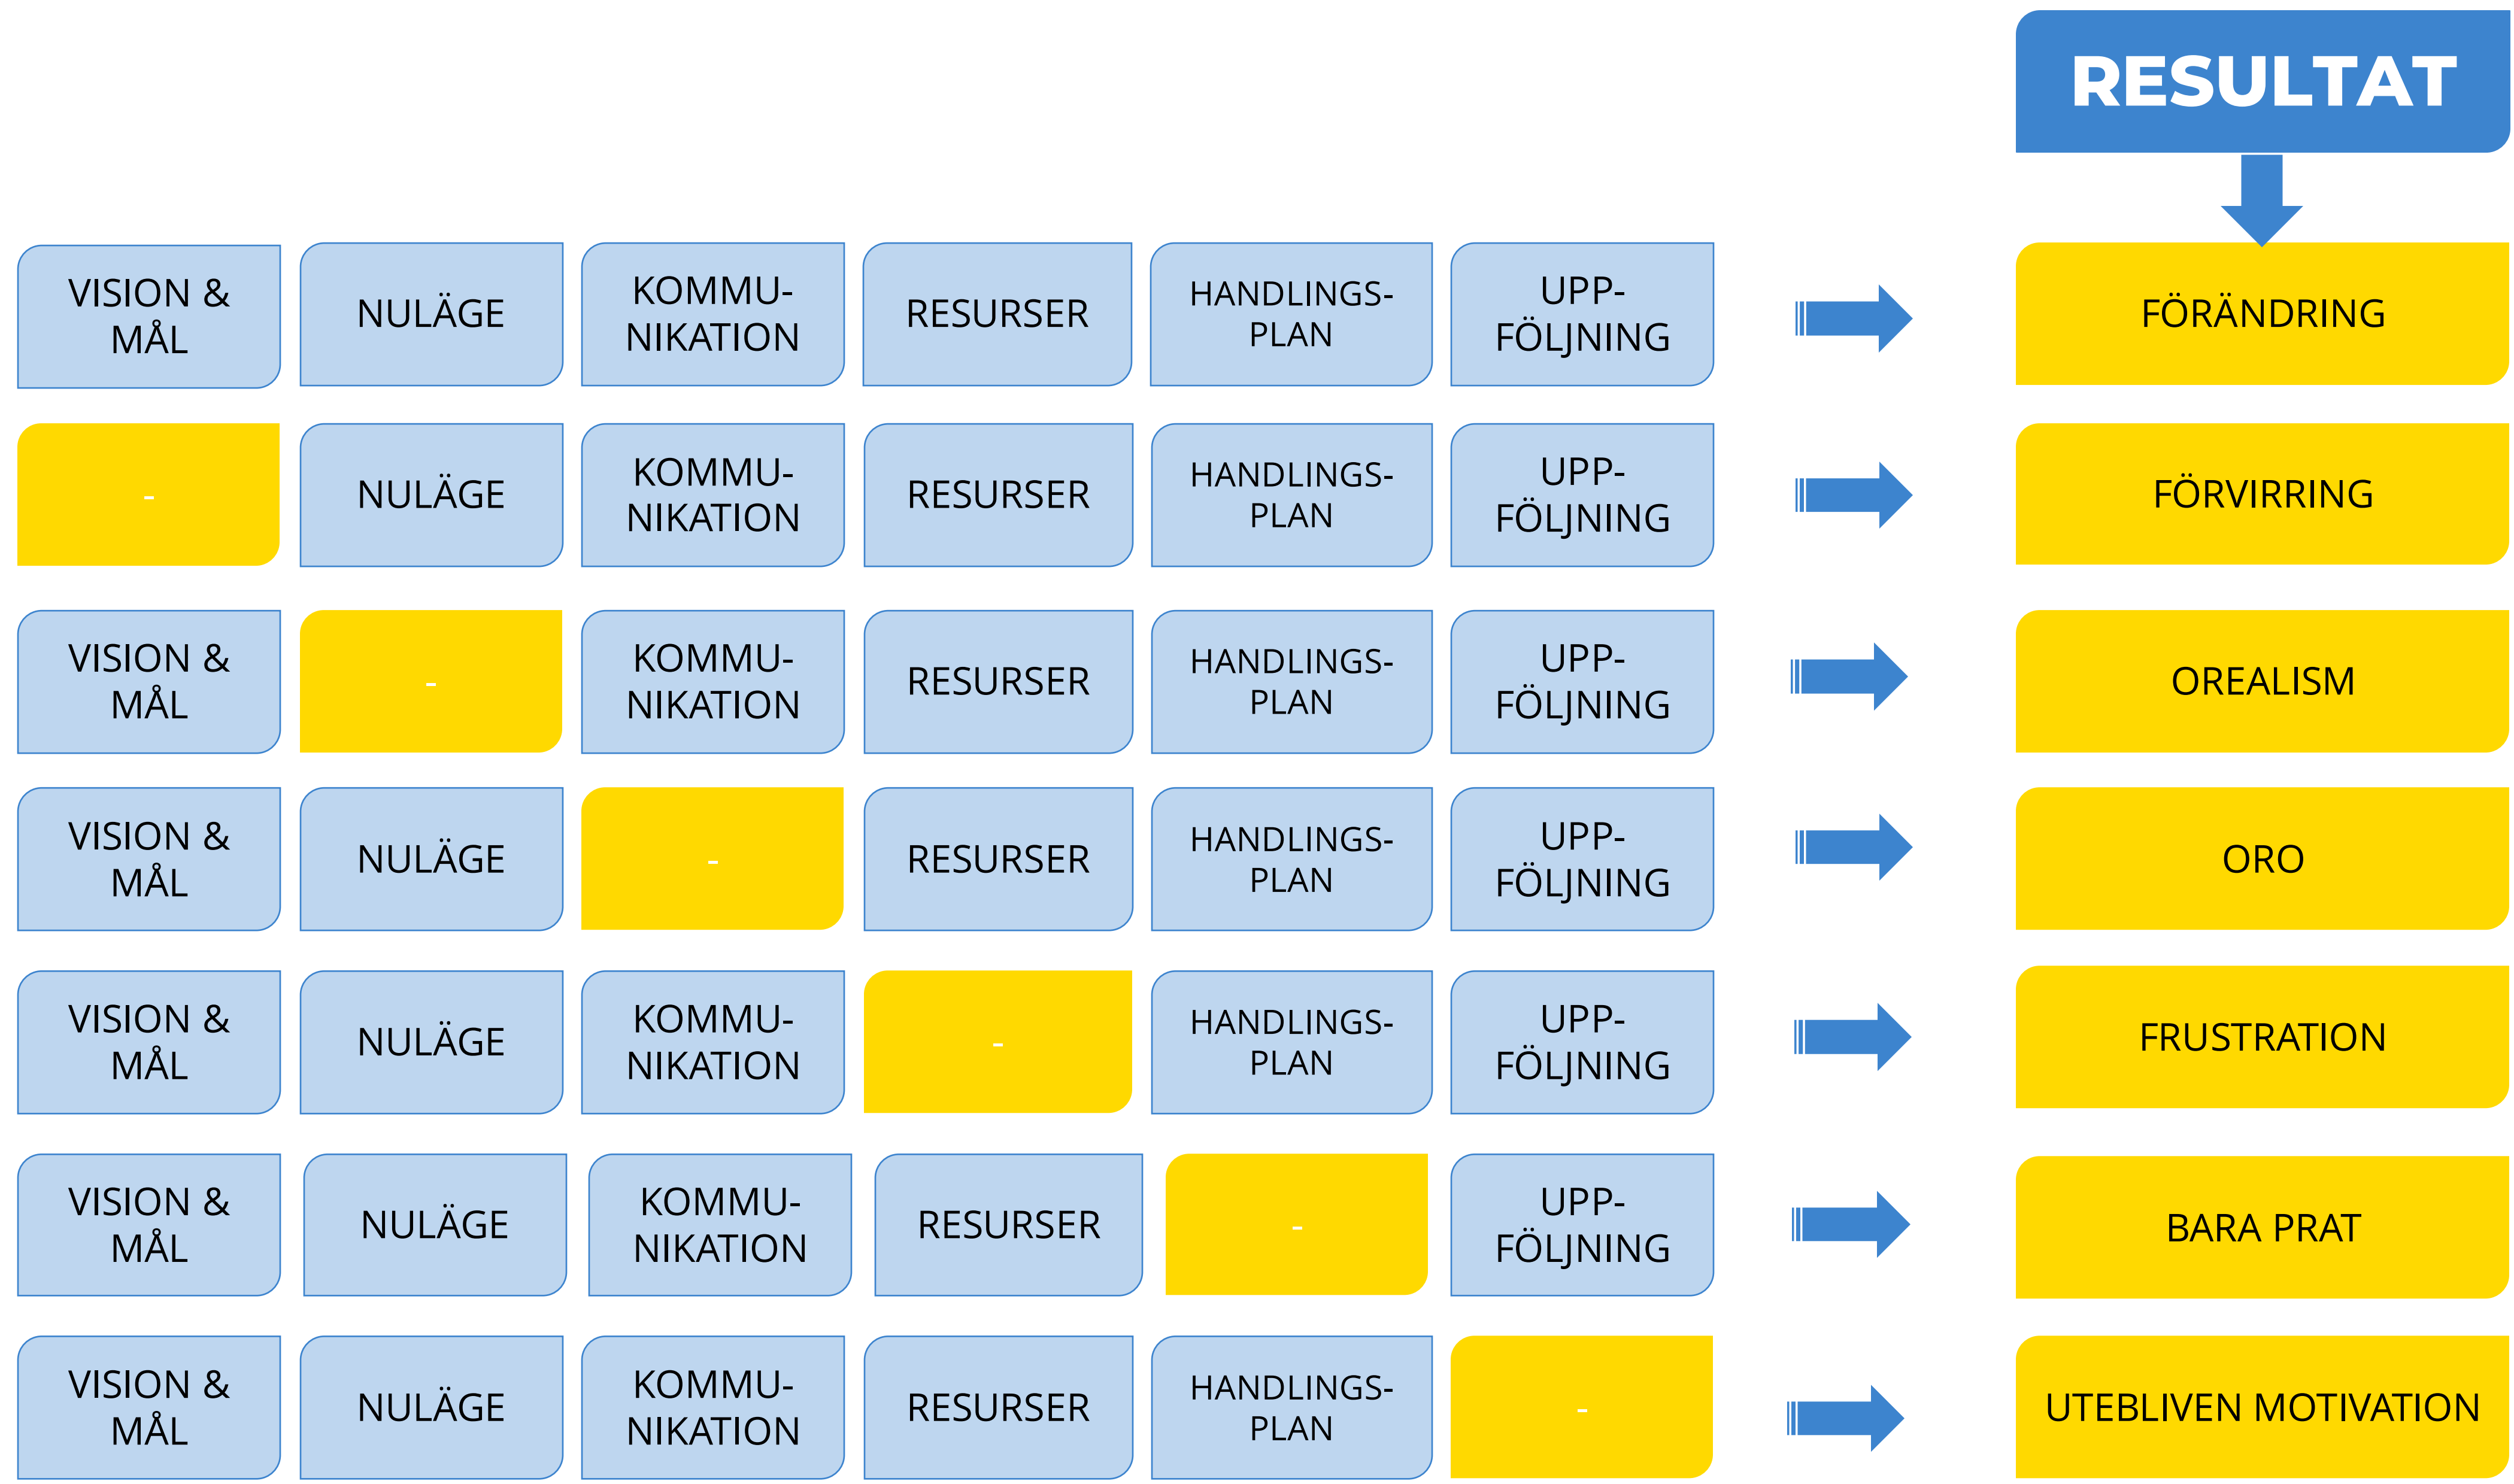 RESULTAT
VISION &
MÅL
NULÄGE
KOMMU-
NIKATION
RESURSER
HANDLINGS-
PLAN
UPP-
FÖLJNING
FÖRÄNDRING
-
NULÄGE
KOMMU-
NIKATION
RESURSER
HANDLINGS-
PLAN
UPP-
FÖLJNING
FÖRVIRRING
VISION &
MÅL
-
KOMMU-
NIKATION
RESURSER
HANDLINGS-
PLAN
UPP-
FÖLJNING
OREALISM
VISION &
MÅL
NULÄGE
-
RESURSER
HANDLINGS-
PLAN
UPP-
FÖLJNING
ORO
VISION &
MÅL
NULÄGE
KOMMU-
NIKATION
-
HANDLINGS-
PLAN
UPP-
FÖLJNING
FRUSTRATION
VISION &
MÅL
NULÄGE
KOMMU-
NIKATION
RESURSER
-
UPP-
FÖLJNING
BARA PRAT
VISION &
MÅL
NULÄGE
KOMMU-
NIKATION
RESURSER
HANDLINGS-
PLAN
-
UTEBLIVEN MOTIVATION